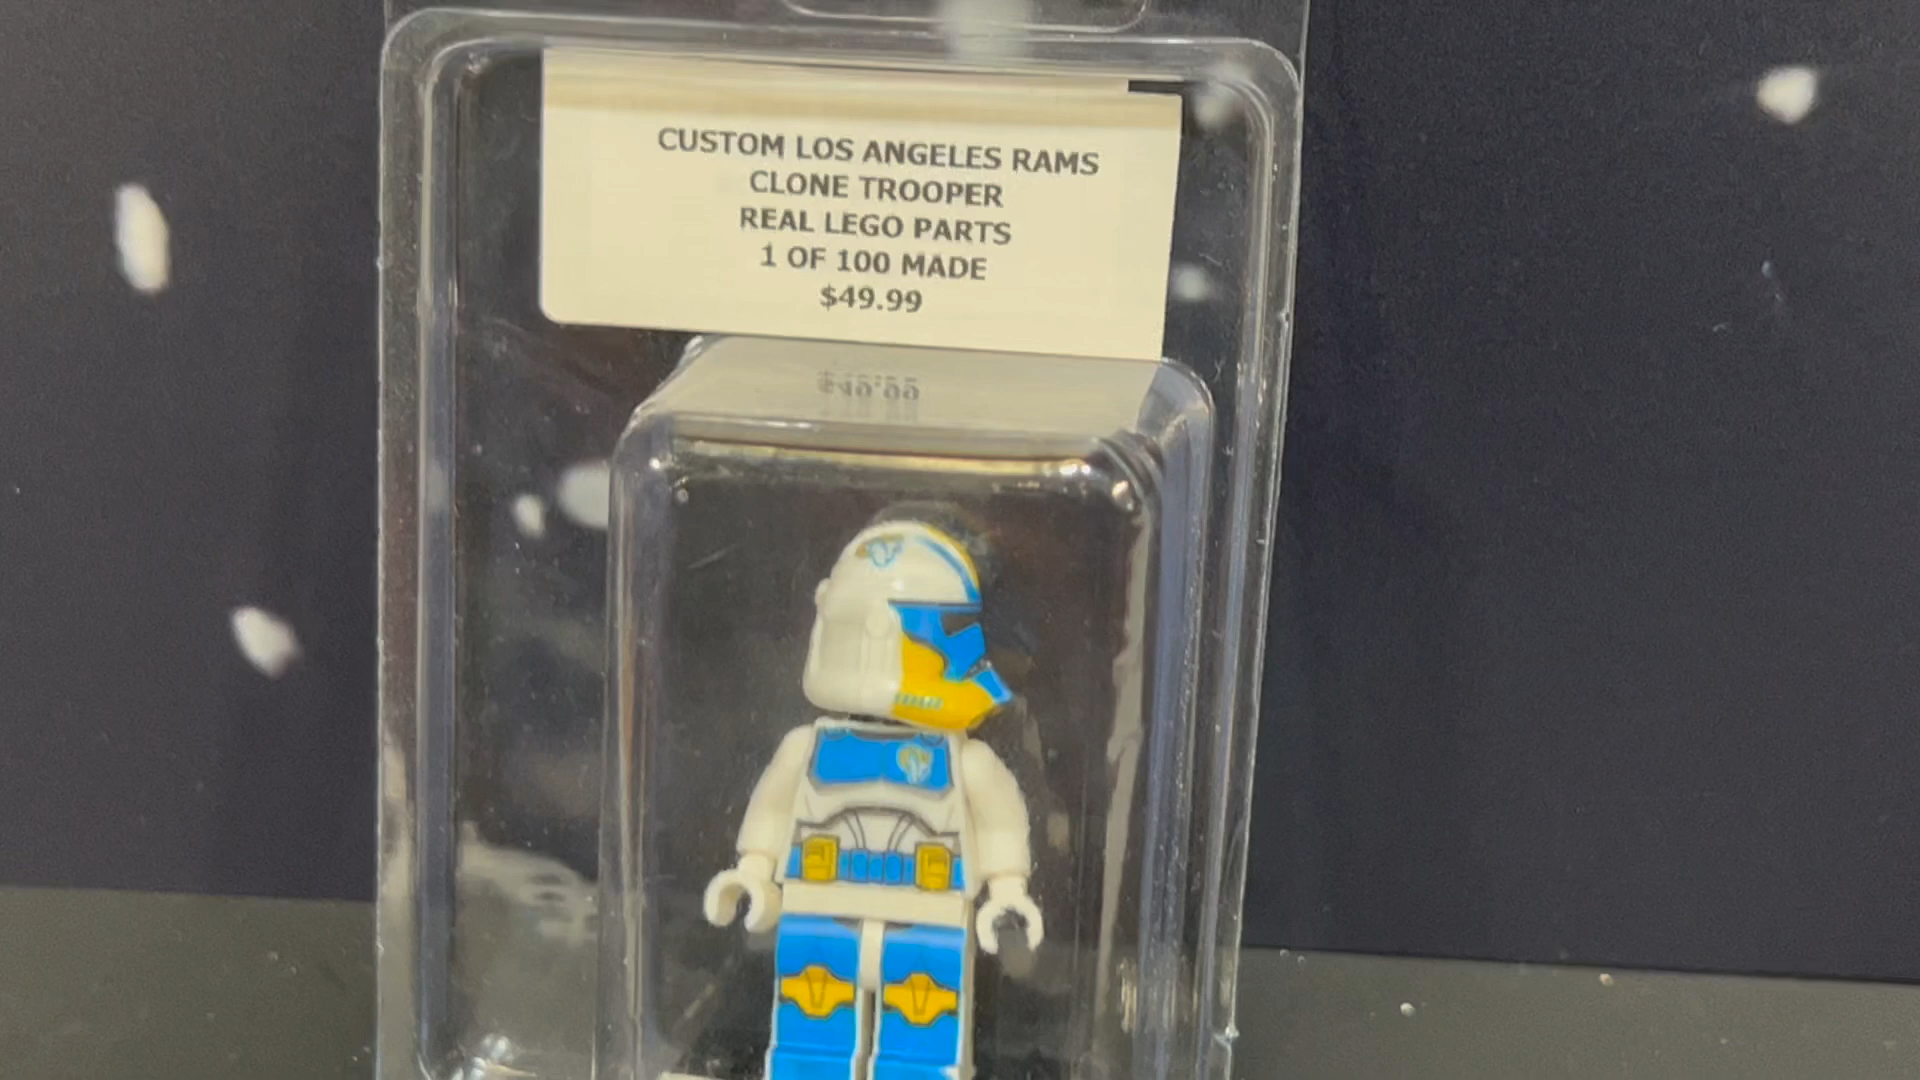 CUSTOM LOS ANGELES RAMS
CLONE TROOPER
REAL LEGO PARTS
1 OF 100 MADE
$49.99